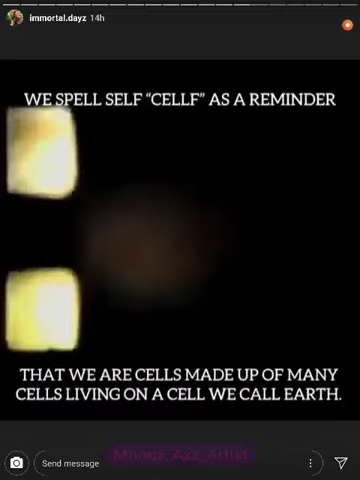 immortal.dayz 14h
WE SPELL SELF “CELLF” AS A REMINDER
THAT WE ARE CELLS MADE UP OF MANY
CELLS LIVING ON A CELL WE CALL EARTH.
Send message